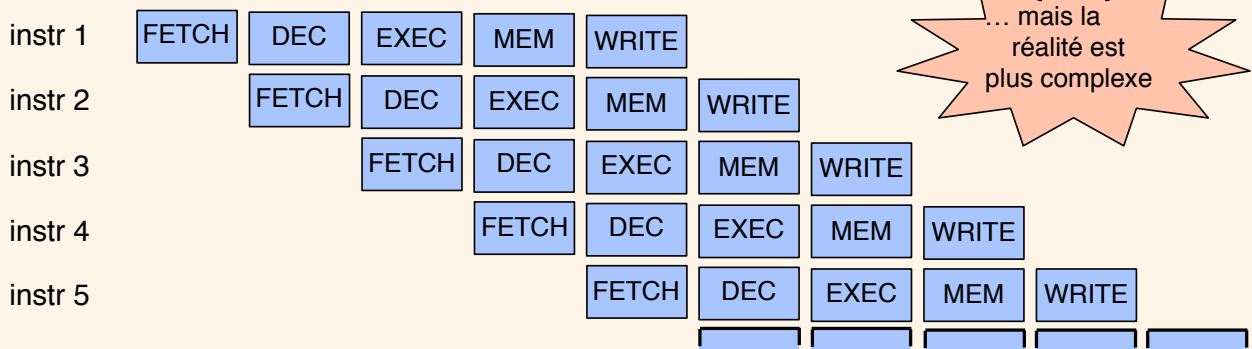 … mais la
réalité est
plus complexe
instr 1 FETCH DEC EXEC MEM WRITE
instr 2 FETCH DEC EXEC MEM WRITE
instr 3 FETCH DEC EXEC MEM WRITE
instr 4 FETCH DEC EXEC MEM WRITE
instr 5 FETCH DEC EXEC MEM WRITE